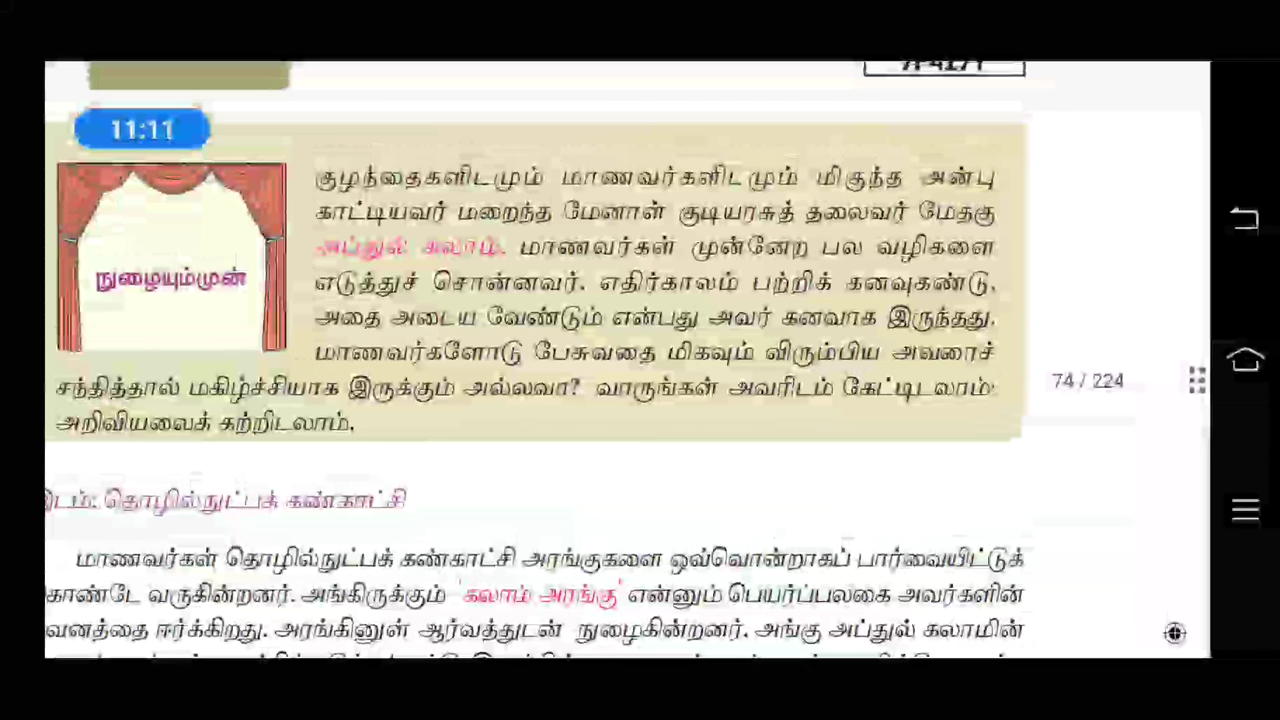 11:11
நுழையும்முன்
குழந்தைகளிடமும் மாணவர்களிடமும் மிகுந்த அன்பு
காட்டியவர் மறைந்த மேனாள் குடியரசுத் தலைவர் மேதகு
அப்துல் கலாம். மாணவர்கள் முன்னேற பல வழிகளை
எடுத்துச் சொன்னவர். எதிர்காலம் பற்றிக் கனவுகண்டு,
அதை அடைய வேண்டும் என்பது அவர் கனவாக இருந்தது.
மாணவர்களோடு பேசுவதை மிகவும் விரும்பிய அவரைச்
சந்தித்தால் மகிழ்ச்சியாக இருக்கும் அல்லவா? வாருங்கள் அவரிடம் கேட்டிடலாம்;
அறிவியலைக் கற்றிடலாம்.
74 / 224
இடம்: தொழில்நுட்பக் கண்காட்சி
மாணவர்கள் தொழில்நுட்பக் கண்காட்சி அரங்குகளை ஒவ்வொன்றாகப் பார்வையிட்டுக்
காண்டே வருகின்றனர். அங்கிருக்கும் 'கலாம் அரங்கு' என்னும் பெயர்ப்பலகை அவர்களின்
வனத்தை ஈர்க்கிறது. அரங்கினுள் ஆர்வத்துடன் நுழைகின்றனர். அங்கு அப்துல் கலாமின்